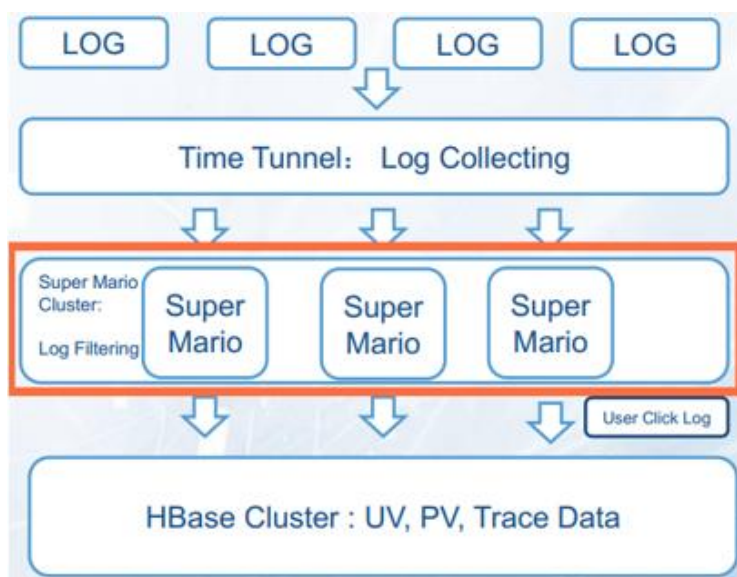 LOG
LOG
LOG
LOG
Time Tunnel： Log Collecting
Super Mario
Cluster:
Log Filtering
Super
Mario
Super
Mario
Super
Mario
User Click Log
HBase Cluster : UV, PV, Trace Data